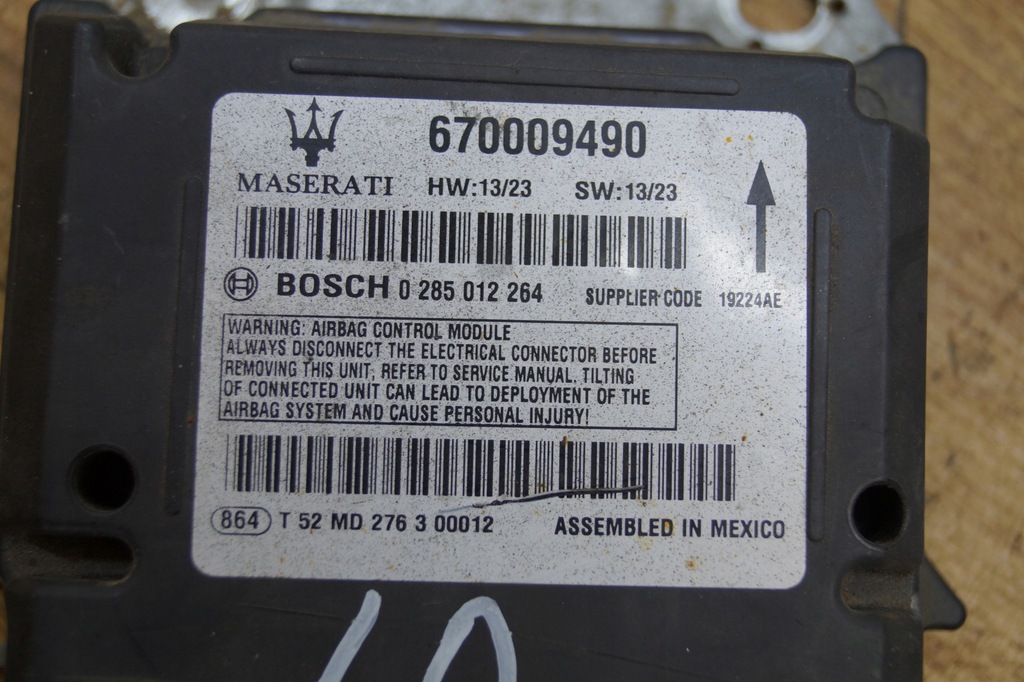 670009490
MASERATI HW:13/23 SW:13/23
BOSCH 0 285 012 264 SUPPLIER CODE 19224AE
WARNING: AIRBAG CONTROL MODULE
ALWAYS DISCONNECT THE ELECTRICAL CONNECTOR BEFORE
REMOVING THIS UNIT, REFER TO SERVICE MANUAL. TILTING
OF CONNECTED UNIT CAN LEAD TO DEPLOYMENT OF THE
AIRBAG SYSTEM AND CAUSE PERSONAL INJURY!
864 T 52 MD 276 3 00012 ASSEMBLED IN MEXICO